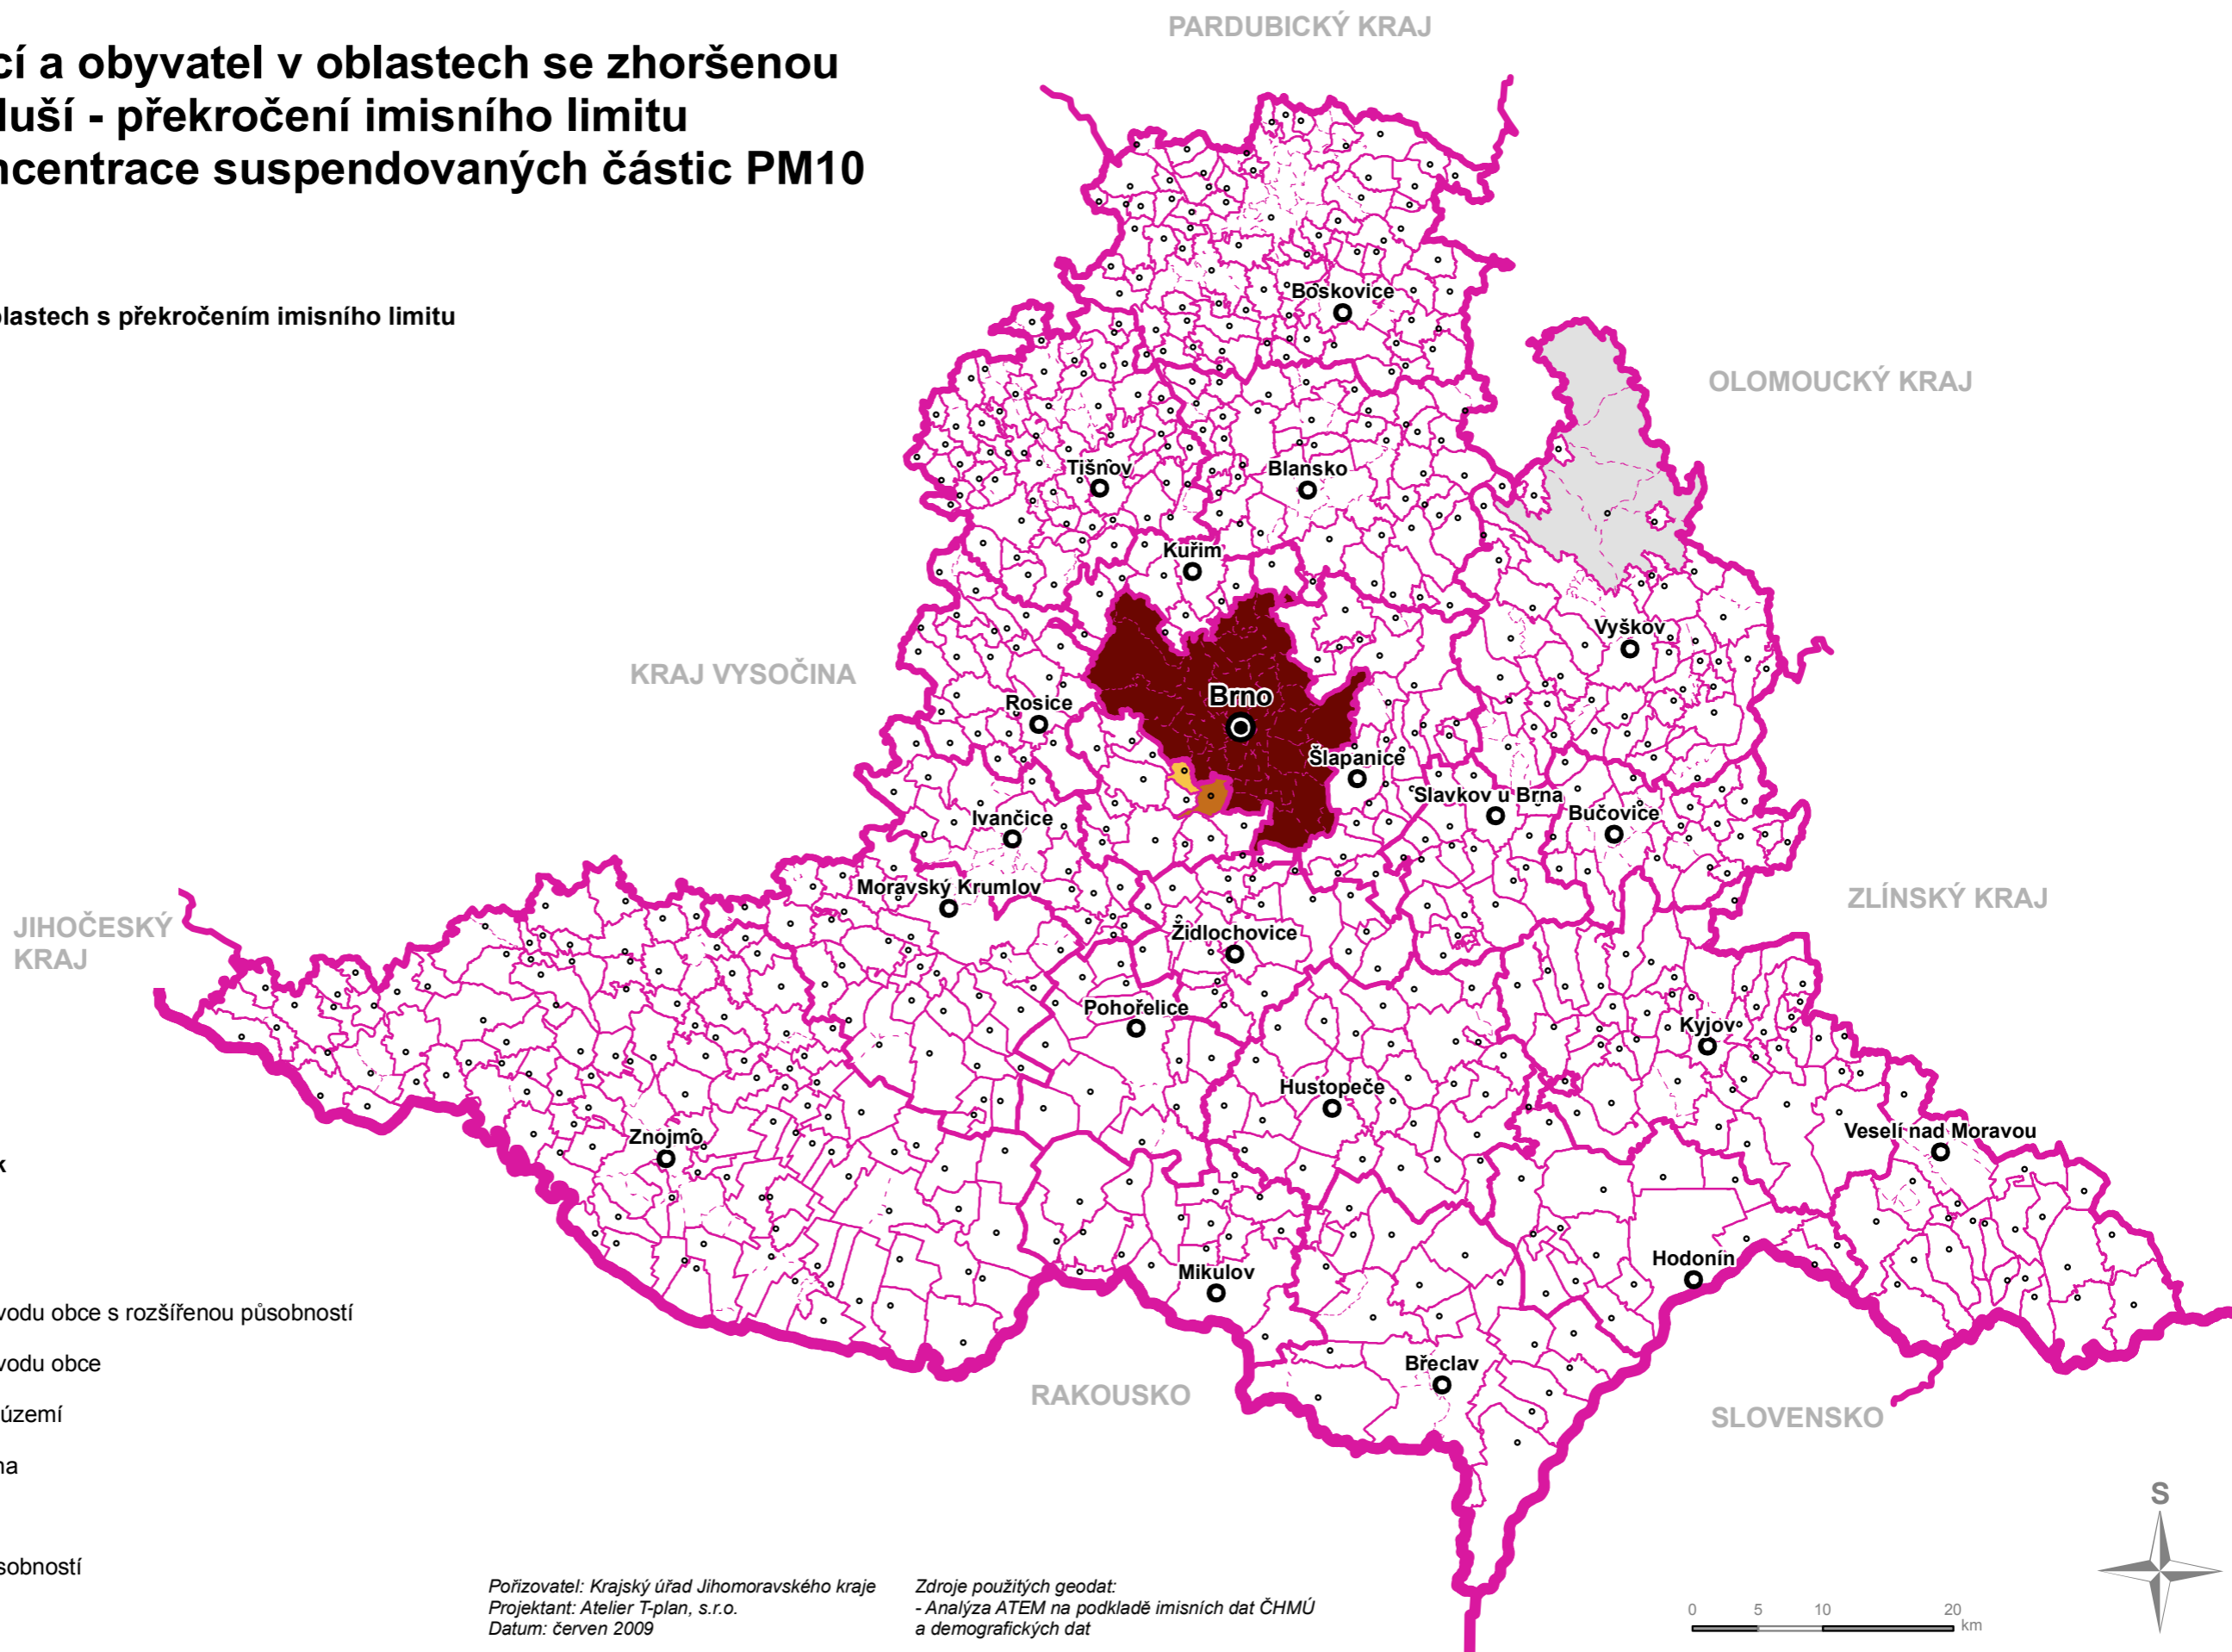 PARDUBICKÝ KRAJ
cí a obyvatel v oblastech se zhoršenou
luší - překročení imisního limitu
ncentrace suspendovaných částic PM10
Boskovice
blastech s překročením imisního limitu
OLOMOUCKÝ KRAJ
Tišnov
Blansko
Kuřim
Vyškov
KRAJ VYSOČINA
Brno
Rosice
Šlapanice
Slavkov u Brna
Bučovice
Ivančice
Moravský Krumlov
ZLÍNSKÝ KRAJ
JIHOČESKÝ
KRAJ
Židlochovice
Pohořelice
Kyjov
Hustopeče
Znojmo
Veselí nad Moravou
k
Hodonín
Mikulov
vodu obce s rozšířenou působností
vodu obce
Břeclav
RAKOUSKO
území
SLOVENSKO
na
S
sobností
Pořizovatel: Krajský úřad Jihomoravského kraje
Projektant: Atelier T-plan, s.r.o.
Datum: červen 2009
Zdroje použitých geodat:
- Analýza ATEM na podkladě imisních dat ČHMÚ
a demografických dat
0 5 10 20
km